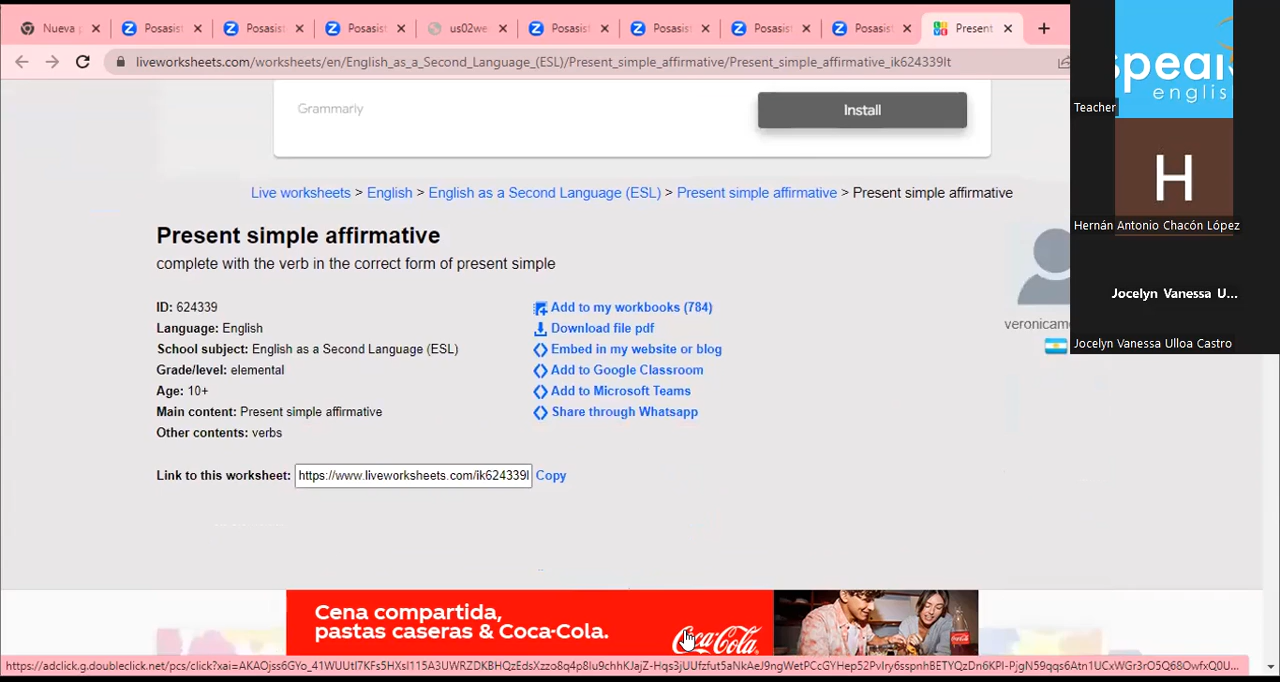 Nueva p
Posasist
Posasist
Posasist
us02we
Posasist
Posasist
Posasist
Posasist
Present
liveworksheets.com/worksheets/en/English_as_a_Second_Language_(ESL)/Present_simple_affirmative/Present_simple_affirmative_ik624339lt
speak
english
Teacher
H
Hernán Antonio Chacón López
Jocelyn Vanessa U...
Jocelyn Vanessa Ulloa Castro
Grammarly
Install
Live worksheets > English > English as a Second Language (ESL) > Present simple affirmative > Present simple affirmative
Present simple affirmative
complete with the verb in the correct form of present simple
ID: 624339
Language: English
School subject: English as a Second Language (ESL)
Grade/level: elemental
Age: 10+
Main content: Present simple affirmative
Other contents: verbs
Add to my workbooks (784)
Download file pdf
Embed in my website or blog
Add to Google Classroom
Add to Microsoft Teams
Share through Whatsapp
veronicam
Link to this worksheet: https://www.liveworksheets.com/ik624339l Copy
Cena compartida,
pastas caseras & Coca-Cola.
Coca-Cola